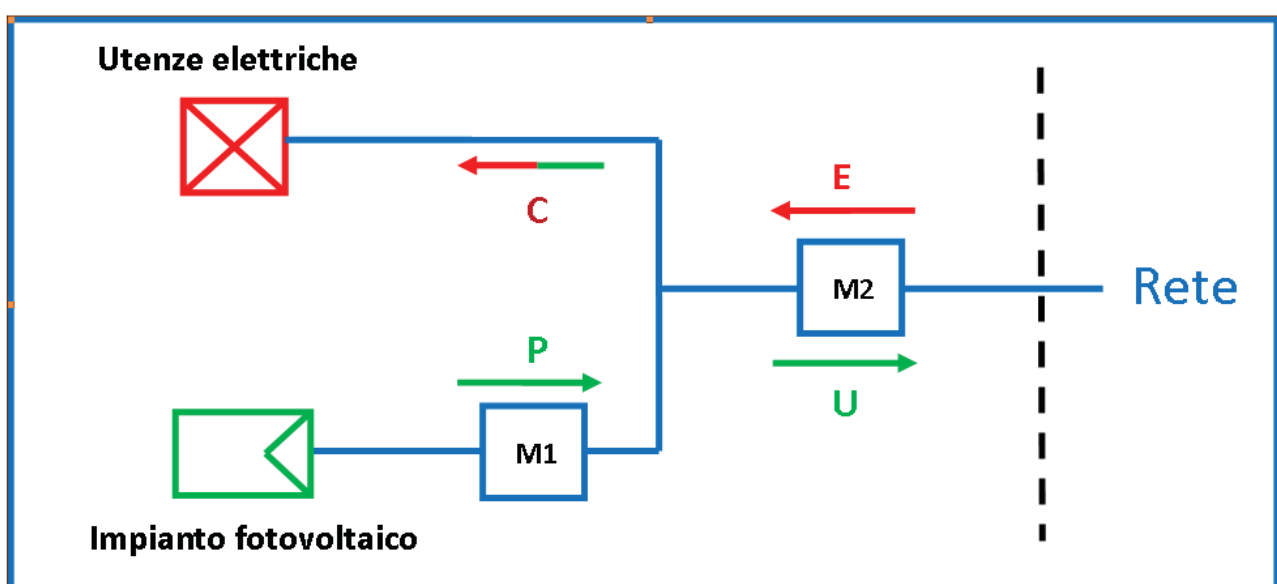 Utenze elettriche
C
E
M2
Rete
P
U
M1
Impianto fotovoltaico